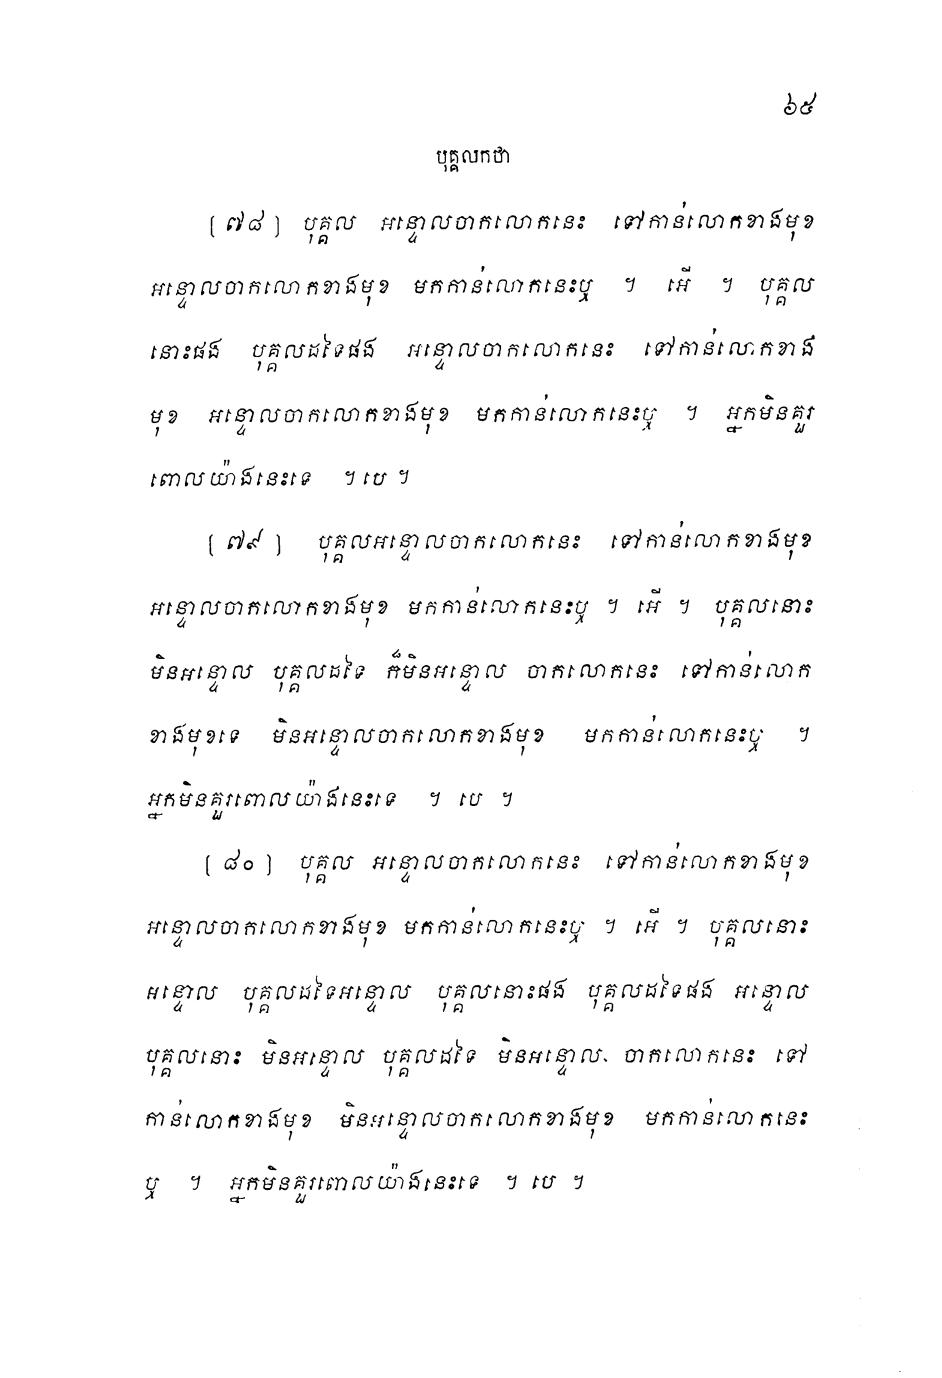 ៦៥
បុគ្គលកថា
[៧៨] បុគ្គល អន្ទោលចាកលោកនេះ ទៅកាន់លោកខាងមុខ
អន្ទោលចាកលោកខាងមុខ មកកាន់លោកនេះឬ ។ អើ ។ បុគ្គល
នោះផង បុគ្គលដទៃផង អន្ទោលចាកលោកនេះ ទៅកាន់លោកខាង
មុខ អន្ទោលចាកលោកខាងមុខ មកកាន់លោកនេះឬ ។ អ្នកមិនគួរ
ពោលយ៉ាងនេះទេ ។ បេ ។
[៧៩] បុគ្គលអន្ទោលចាកលោកនេះ ទៅកាន់លោកខាងមុខ
អន្ទោលចាកលោកខាងមុខ មកកាន់លោកនេះឬ ។ អើ ។ បុគ្គលនោះ
មិនអន្ទោល បុគ្គលដទៃ ក៏មិនអន្ទោល ចាកលោកនេះ ទៅកាន់លោក
ខាងមុខទេ មិនអន្ទោលចាកលោកខាងមុខ មកកាន់លោកនេះឬ ។
អ្នកមិនគួរពោលយ៉ាងនេះទេ ។ បេ ។
[៨០] បុគ្គល អន្ទោលចាកលោកនេះ ទៅកាន់លោកខាងមុខ
អន្ទោលចាកលោកខាងមុខ មកកាន់លោកនេះឬ ។ អើ ។ បុគ្គលនោះ
អន្ទោល បុគ្គលដទៃអន្ទោល បុគ្គលនោះផង បុគ្គលដទៃផង អន្ទោល
បុគ្គលនោះ មិនអន្ទោល បុគ្គលដទៃ មិនអន្ទោល ចាកលោកនេះ ទៅ
កាន់លោកខាងមុខ មិនអន្ទោលចាកលោកខាងមុខ មកកាន់លោកនេះ
ឬ ។ អ្នកមិនគួរពោលយ៉ាងនេះទេ ។ បេ ។